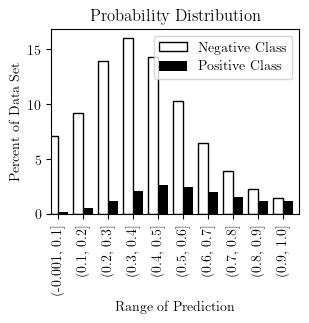 Probability Distribution
Percent of Data Set
15
10
5
0
Negative Class
Positive Class
(-0.001, 0.1]
(0.1, 0.2]
(0.2, 0.3]
(0.3, 0.4]
(0.4, 0.5]
(0.5, 0.6]
(0.6, 0.7]
(0.7, 0.8]
(0.8, 0.9]
(0.9, 1.0]
Range of Prediction